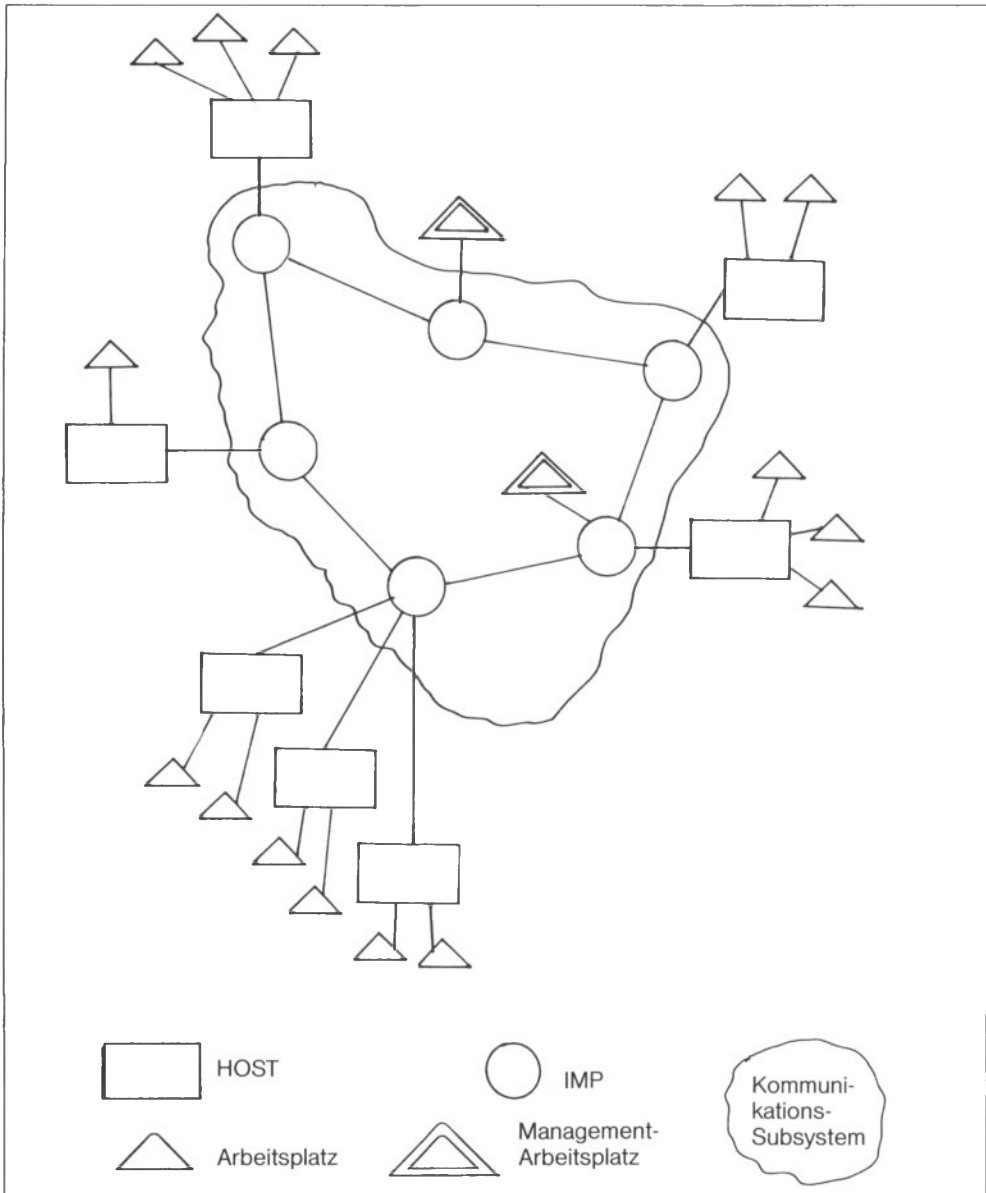 HOST
IMP
Kommuni-
kations-
Subsystem
Arbeitsplatz
Management-
Arbeitsplatz